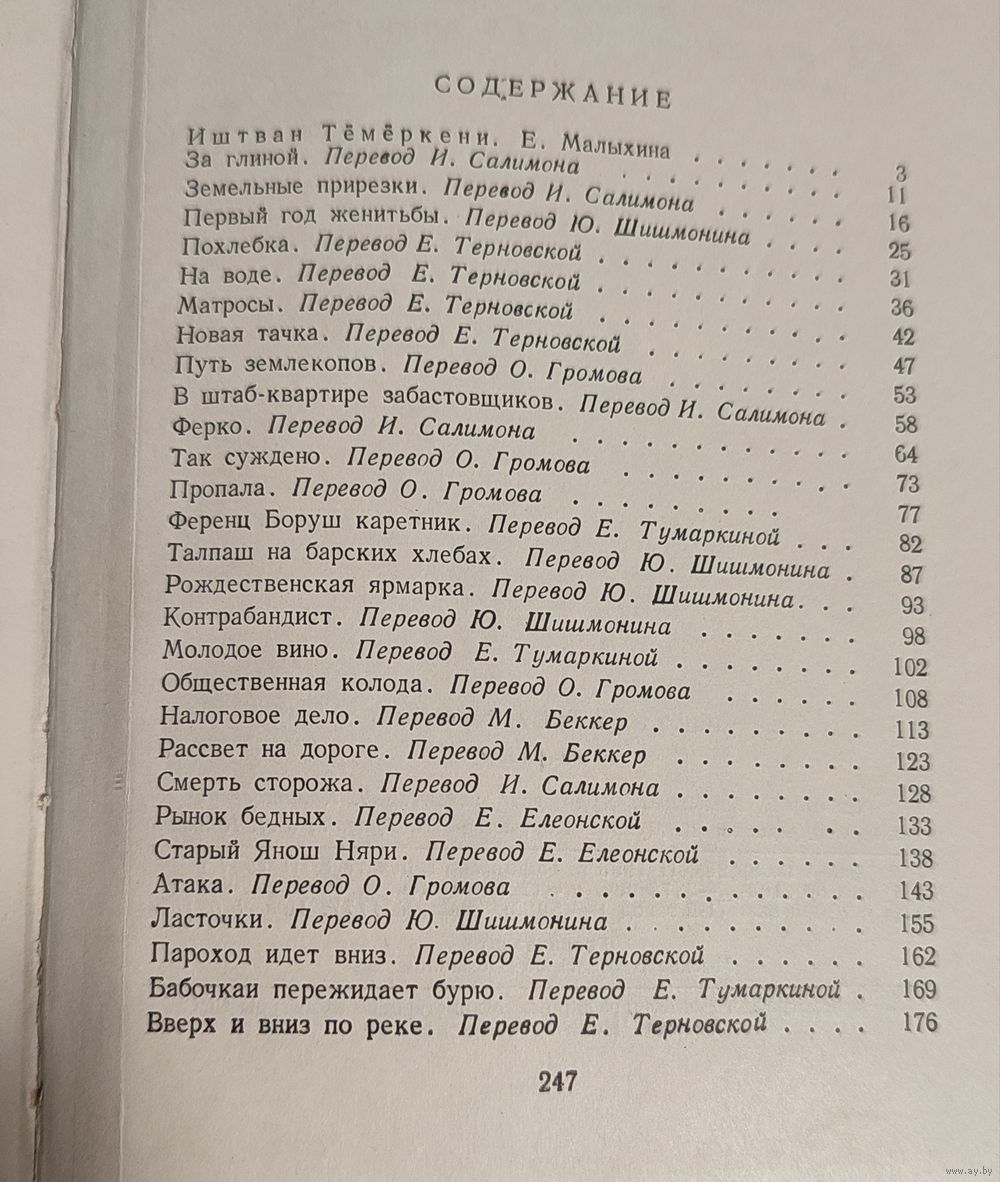 СОДЕРЖАНИЕ
Иштван Тёмёркени. Е. Малыхина . . . . . . 3
За глиной. Перевод И. Салимона . . . . . . . . 11
Земельные прирезки. Перевод И. Салимона . . . . . 16
Первый год женитьбы. Перевод Ю. Шишмонина . . . . 25
Похлебка. Перевод Е. Терновской . . . . . . . . 31
На воде. Перевод Е. Терновской . . . . . . . . 36
Матросы. Перевод Е. Терновской . . . . . . . . 42
Новая тачка. Перевод Е. Терновской . . . . . . . 47
Путь землекопов. Перевод О. Громова . . . . . . . 53
В штаб-квартире забастовщиков. Перевод И. Салимона . 58
Ферко. Перевод И. Салимона . . . . . . . . . 64
Так суждено. Перевод О. Громова . . . . . . . . 73
Пропала. Перевод О. Громова . . . . . . . . . 77
Ференц Боруш каретник. Перевод Е. Тумаркиной . . . 82
Талпаш на барских хлебах. Перевод Ю. Шишмонина . 87
Рождественская ярмарка. Перевод Ю. Шишмонина. . . 93
Контрабандист. Перевод Ю. Шишмонина . . . . . . 98
Молодое вино. Перевод Е. Тумаркиной . . . . . . . 102
Общественная колода. Перевод О. Громова . . . . . . 108
Налоговое дело. Перевод М. Беккер . . . . . . . . 113
Рассвет на дороге. Перевод М. Беккер . . . . . . . 123
Смерть сторожа. Перевод И. Салимона . . . . . . . 128
Рынок бедных. Перевод Е. Елеонской . . . . . . 133
Старый Янош Няри. Перевод Е. Елеонской . . . . . . 138
Атака. Перевод О. Громова . . . . . . . . . . . . 143
Ласточки. Перевод Ю. Шишмонина . . . . . . . . . 155
Пароход идет вниз. Перевод Е. Терновской . . . . . . 162
Бабочкаи пережидает бурю. Перевод Е. Тумаркиной . 169
Вверх и вниз по реке. Перевод Е. Терновской . . . . 176
247
www.ay.by